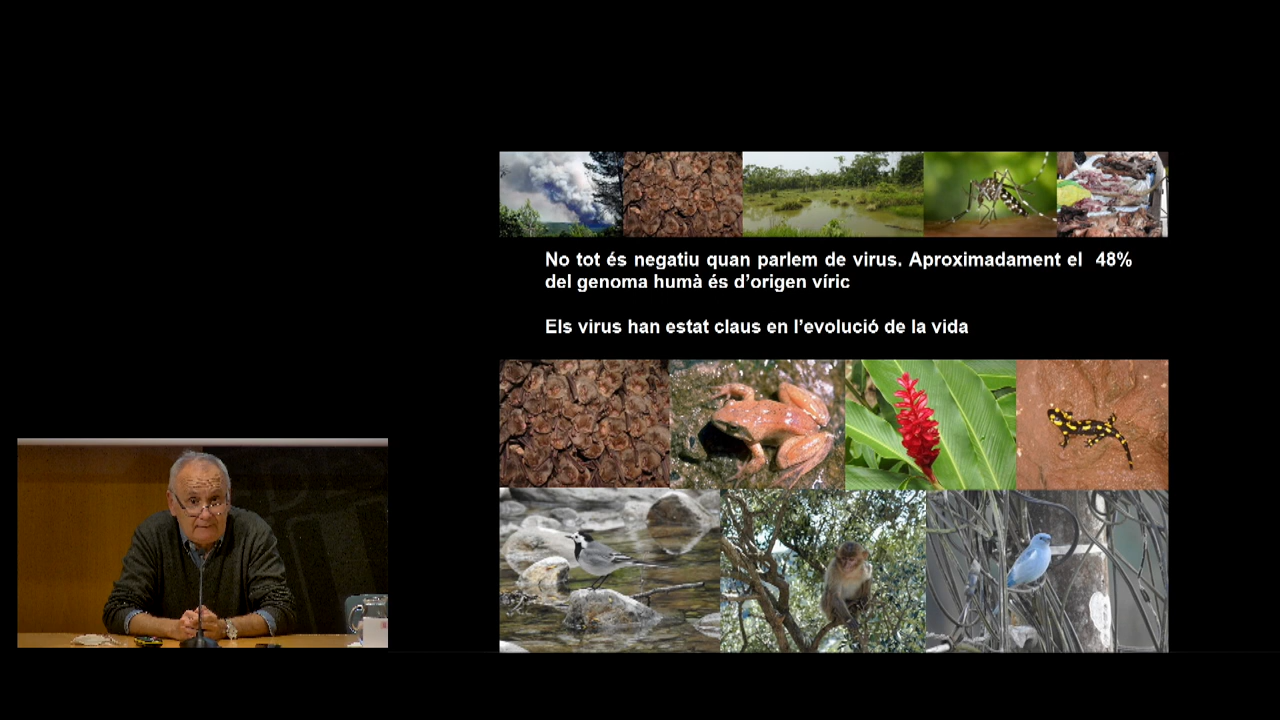 No tot és negatiu quan parlem de virus. Aproximadament el 48%
del genoma humà és d’origen víric
Els virus han estat claus en l’evolució de la vida